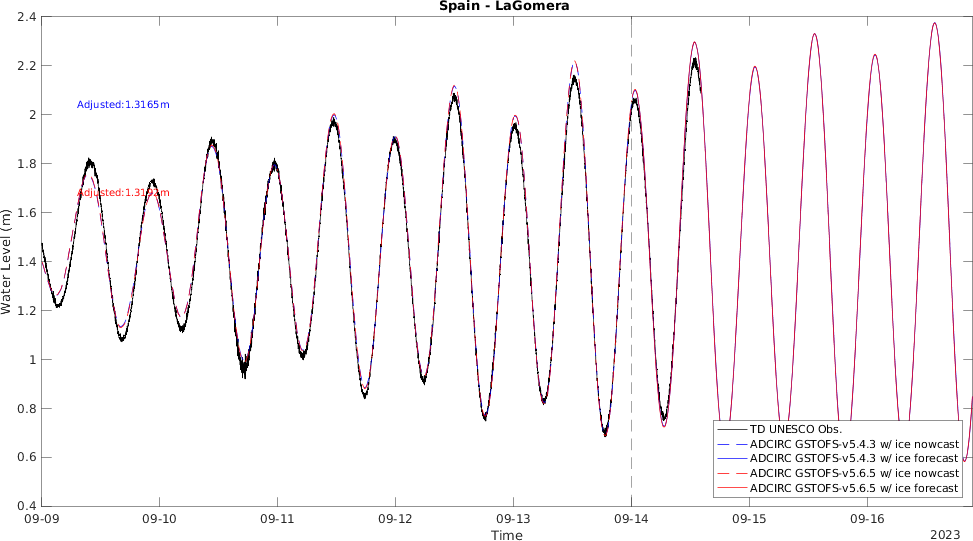 Spain - LaGomera
2.4
2.2
2
1.8
1.6
1.4
1.2
1
0.8
0.6
0.4
Water Level (m)
Adjusted:1.3165m
TD UNESCO Obs.
ADCIRC GSTOFS-v5.4.3 w/ ice nowcast
ADCIRC GSTOFS-v5.4.3 w/ ice forecast
ADCIRC GSTOFS-v5.6.5 w/ ice nowcast
ADCIRC GSTOFS-v5.6.5 w/ ice forecast
09-09 09-10 09-11 09-12 09-13 09-14 09-15 09-16
Time
2023